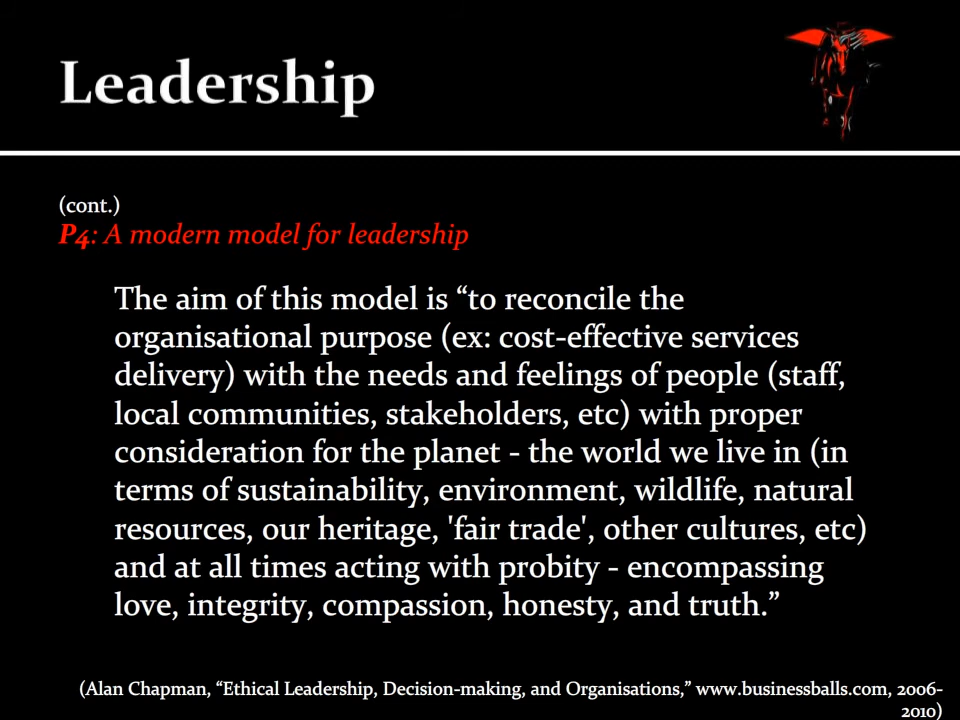 Leadership
(cont.)
P4: A modern model for leadership
The aim of this model is “to reconcile the
organisational purpose (ex: cost-effective services
delivery) with the needs and feelings of people (staff,
local communities, stakeholders, etc) with proper
consideration for the planet - the world we live in (in
terms of sustainability, environment, wildlife, natural
resources, our heritage, 'fair trade', other cultures, etc)
and at all times acting with probity - encompassing
love, integrity, compassion, honesty, and truth.”
(Alan Chapman, “Ethical Leadership, Decision-making, and Organisations,” www.businessballs.com, 2006-
2010)